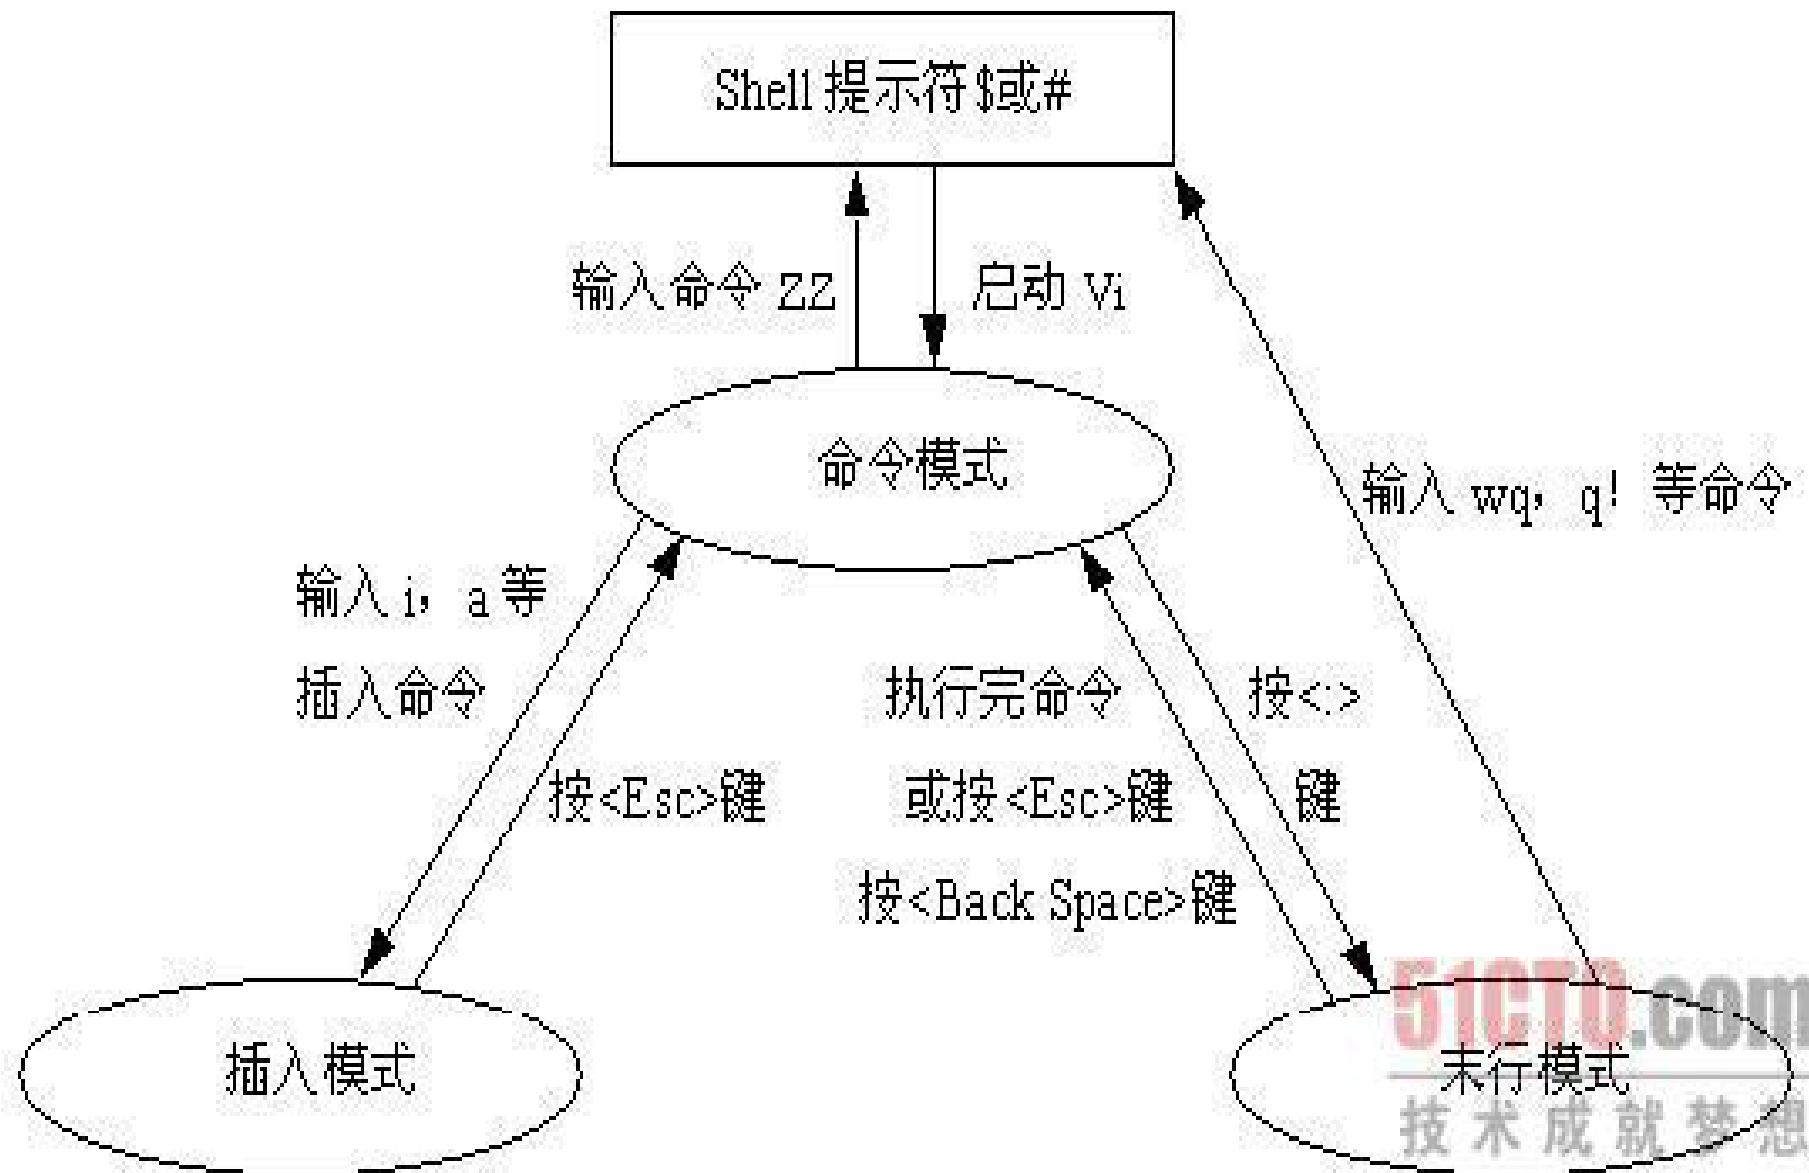 Shell 提示符$或#
输入命令 ZZ
启动 Vi
命令模式
输入 wq, q! 等命令
输入 i, a 等
插入命令
按<Esc>键
执行完命令
或按<Esc>键
按<Back Space>键
按<:>
键
插入模式
末行模式
51CTO.com
技术成就梦想